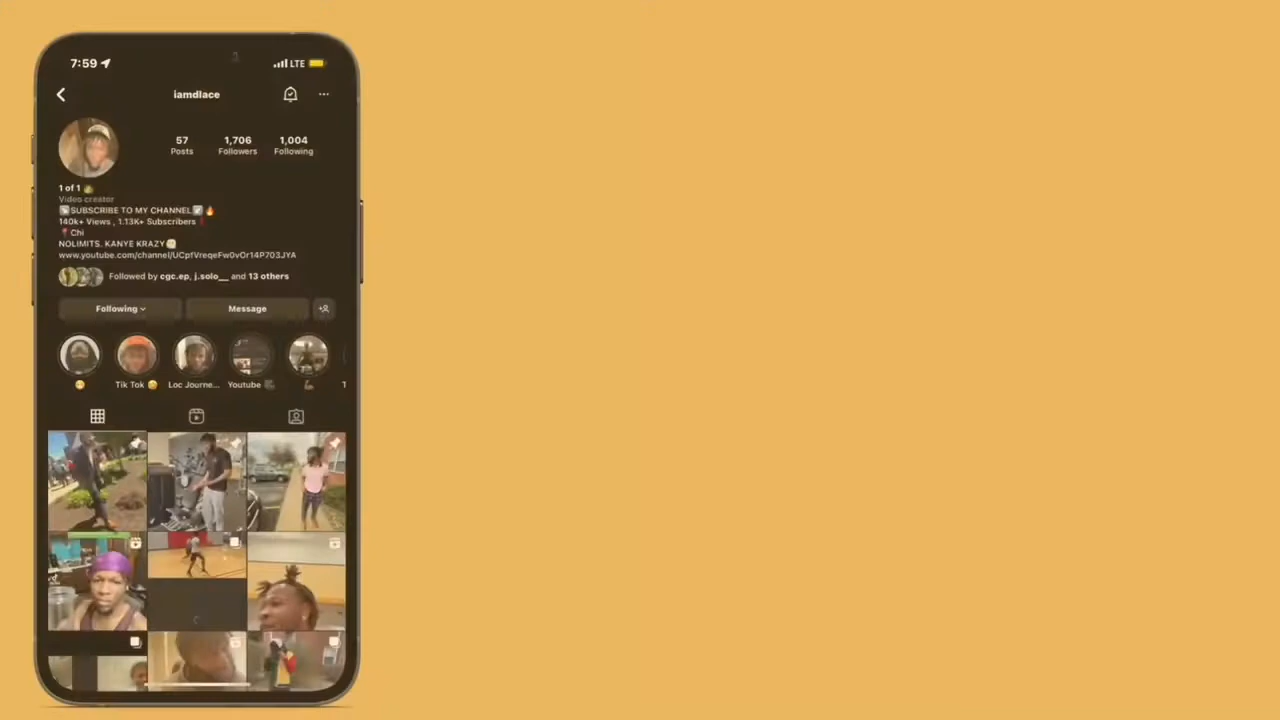 7:59
LTE
iamdlace
57
1,706
1,004
Posts
Followers
Following
1 of 1
Video creator
SUBSCRIBE TO MY CHANNEL
140k+ Views , 1.13K+ Subscribers
Chi
NOLIMITS. KANYE KRAZY
www.youtube.com/channel/UCpfVreqeFw0vOr14P703JYA
Followed by cgc.ep, j.solo__ and 13 others
Following
Message
Tik Tok
Loc Journe...
Youtube
T